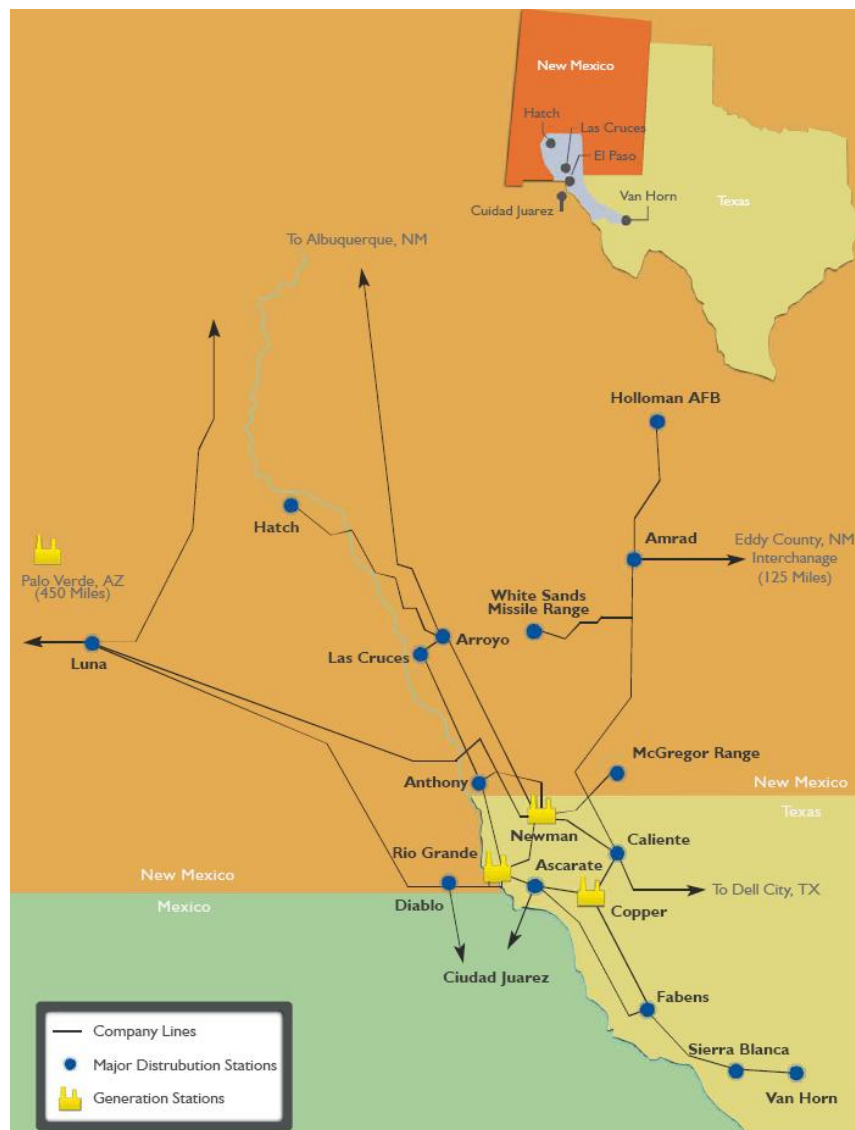 New Mexico
Hatch
Las Cruces
El Paso
Van Horn
Cuidad Juarez
Texas
To Albuquerque, NM
Holloman AFB
Hatch
Amrad
Eddy County, NM
Interchanage
(125 Miles)
Palo Verde, AZ
(450 Miles)
White Sands
Missile Range
Arroyo
Las Cruces
Luna
McGregor Range
Anthony
New Mexico
Texas
Newman
Rio Grande
Caliente
Ascarate
New Mexico
Mexico
Diablo
Copper
To Dell City, TX
Ciudad Juarez
Fabens
Sierra Blanca
Van Horn
Company Lines
Major Distrubution Stations
Generation Stations